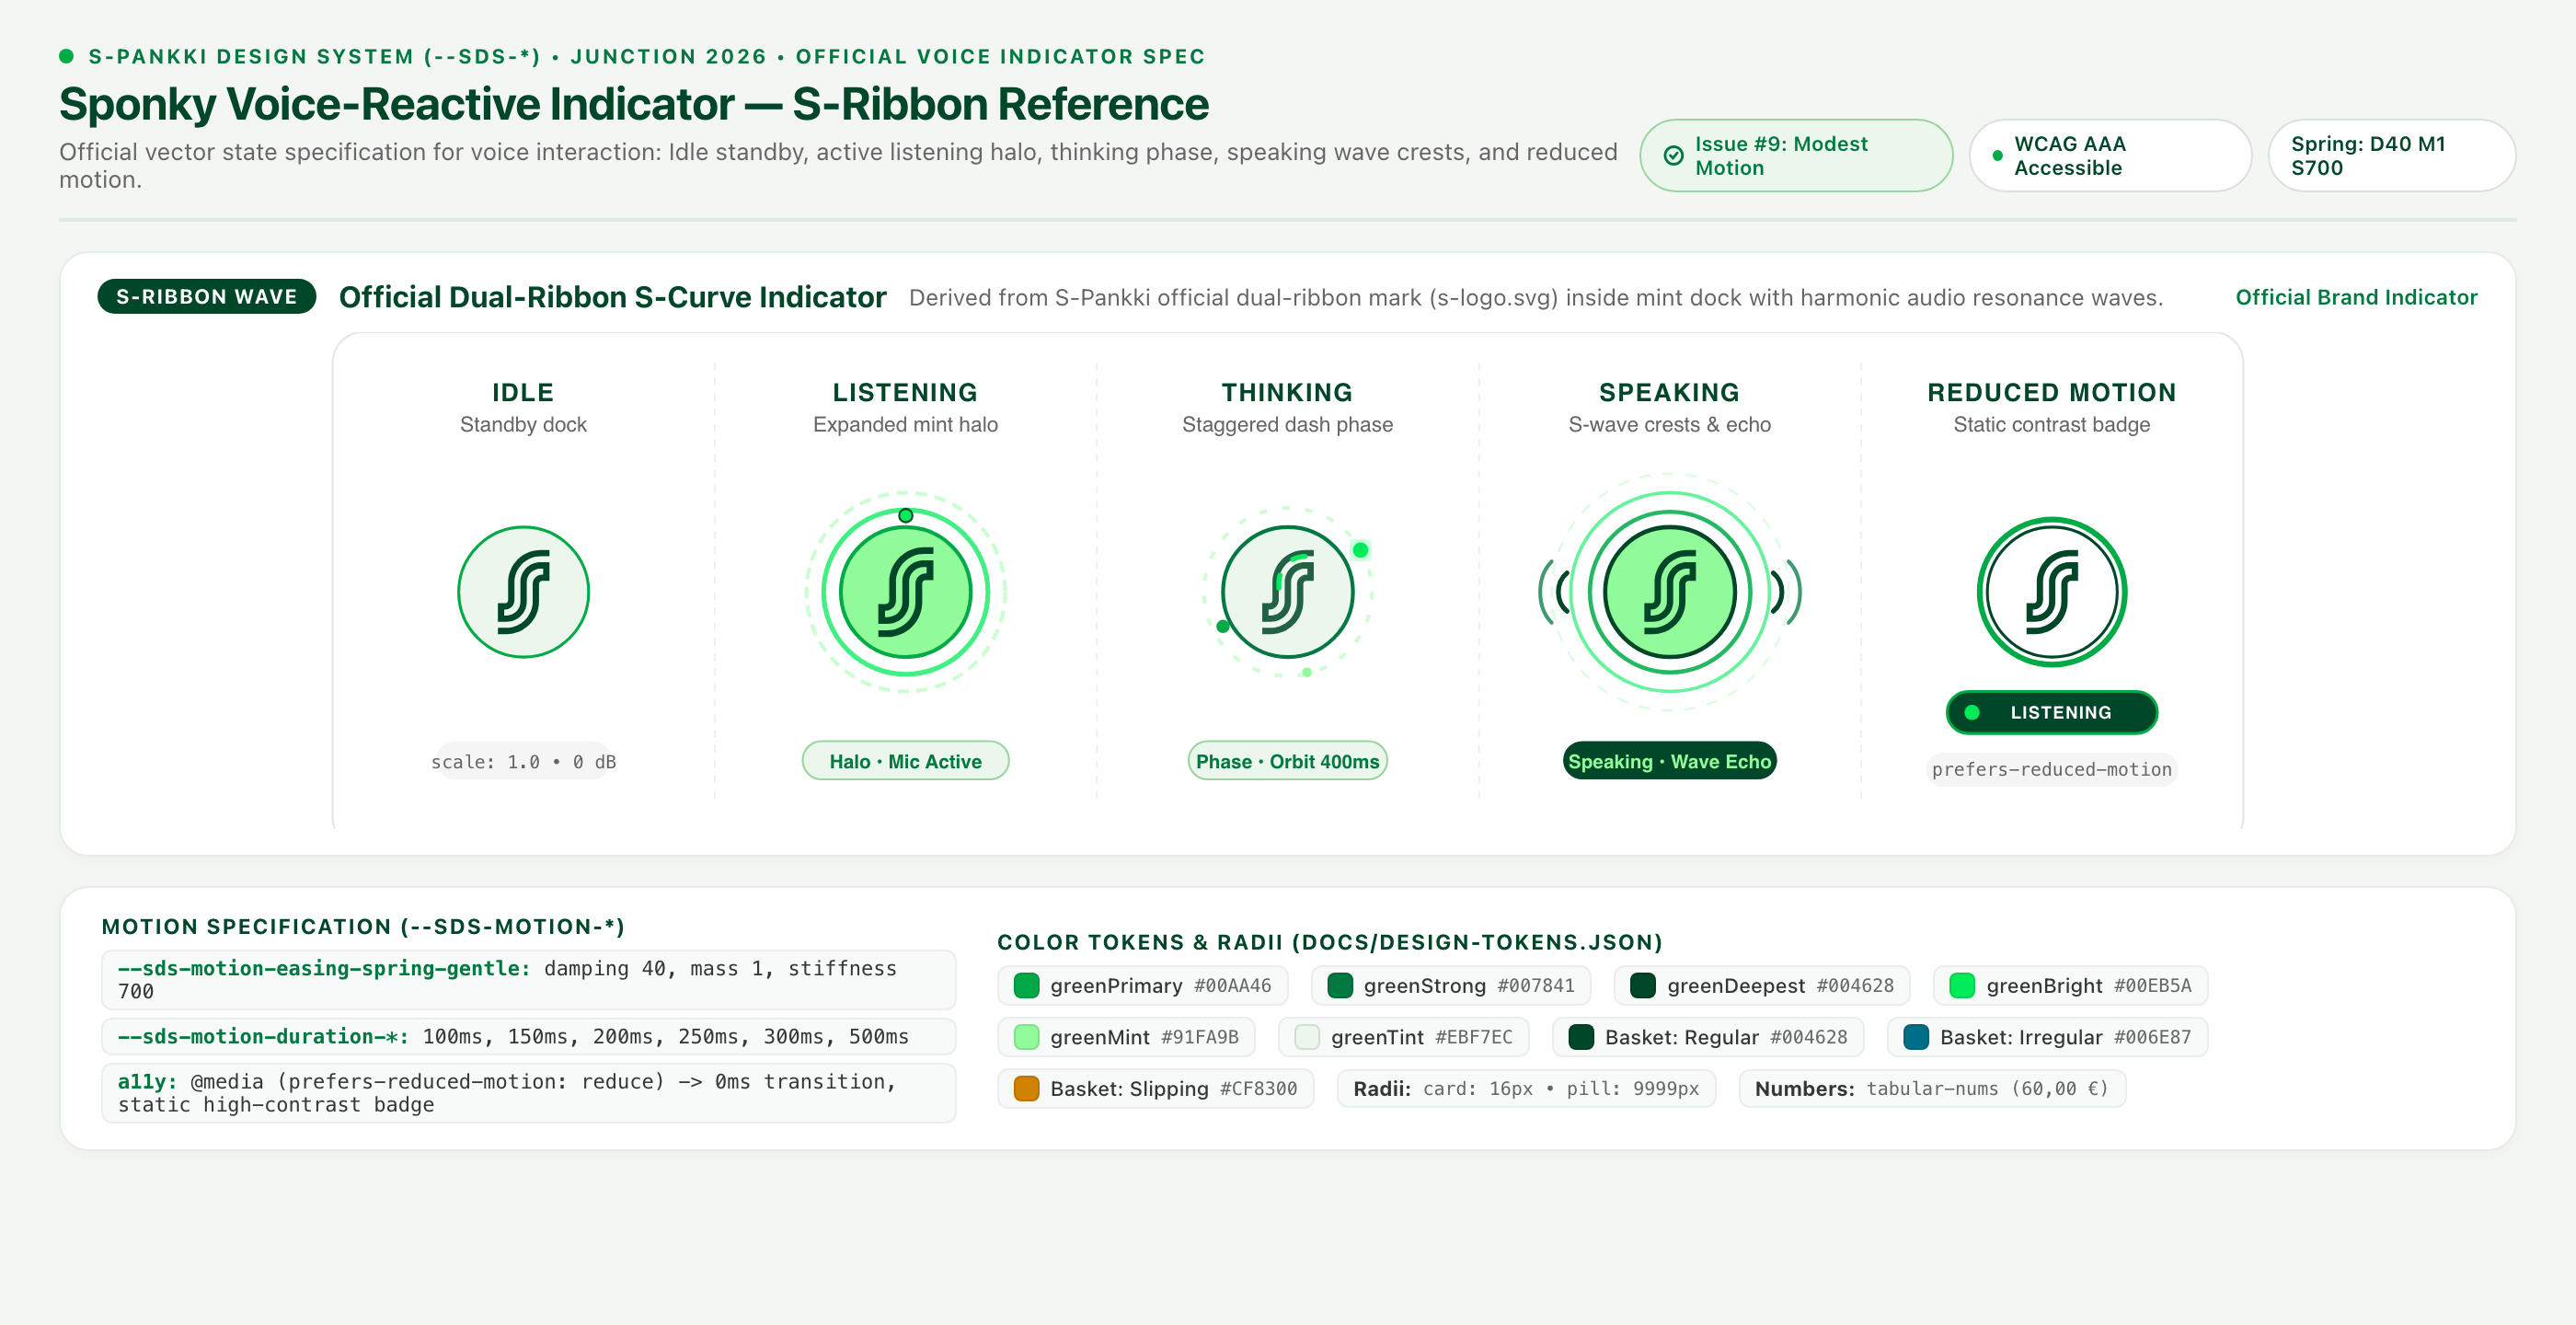 S-PANKKI DESIGN SYSTEM (--SDS-*) • JUNCTION 2026 • OFFICIAL VOICE INDICATOR SPEC
Sponky Voice-Reactive Indicator — S-Ribbon Reference
Official vector state specification for voice interaction: Idle standby, active listening halo, thinking phase, speaking wave crests, and reduced
motion.
Issue #9: Modest
Motion
WCAG AAA
Accessible
Spring: D40 M1
S700
S-RIBBON WAVE
Official Dual-Ribbon S-Curve Indicator
Derived from S-Pankki official dual-ribbon mark (s-logo.svg) inside mint dock with harmonic audio resonance waves.
Official Brand Indicator
IDLE
Standby dock
scale: 1.0 • 0 dB
LISTENING
Expanded mint halo
Halo · Mic Active
THINKING
Staggered dash phase
Phase · Orbit 400ms
SPEAKING
S-wave crests & echo
Speaking · Wave Echo
REDUCED MOTION
Static contrast badge
LISTENING
prefers-reduced-motion
MOTION SPECIFICATION (--SDS-MOTION-*)
--sds-motion-easing-spring-gentle: damping 40, mass 1, stiffness
700
--sds-motion-duration-*: 100ms, 150ms, 200ms, 250ms, 300ms, 500ms
a11y: @media (prefers-reduced-motion: reduce) -> 0ms transition,
static high-contrast badge
COLOR TOKENS & RADII (DOCS/DESIGN-TOKENS.JSON)
greenPrimary #00AA46
greenStrong #007841
greenDeepest #004628
greenBright #00EB5A
greenMint #91FA9B
greenTint #EBF7EC
Basket: Regular #004628
Basket: Irregular #006E87
Basket: Slipping #CF8300
Radii: card: 16px • pill: 9999px
Numbers: tabular-nums (60,00 €)